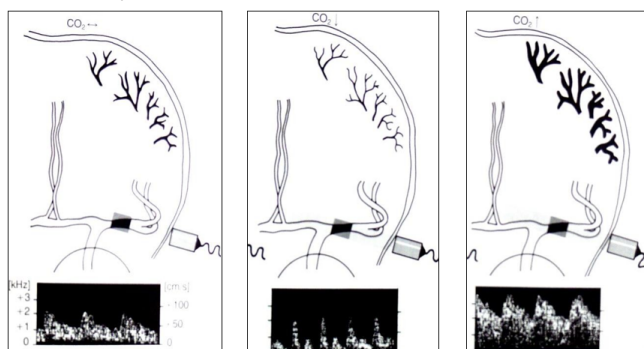 CO₂ ↔
CO₂ ↓
CO₂ ↑
[kHz]
[cm s]
+3
+2
+1
0
100
50
0